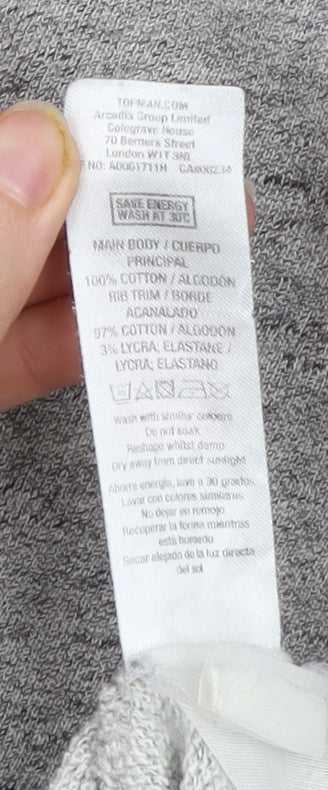 TOPMAN.COM
Arcadia Group Limited
Colegrave House
70 Berners Street
London W1T 3NL
SAVE ENERGY
WASH AT 30C
MAIN BODY / CUERPO
PRINCIPAL
100% COTTON / ALGODON
RIB TRIM / BORDE
ACANALADO
97% COTTON / ALGODON
3% LYCRA, ELASTANE /
LYCRA, ELASTANO
Wash with similar colours
Do not soak
Reshape whilst damp
Dry away from direct sunlight
Ahorre energía, lave a 30 grados
Lavar con colores similares
No dejar en remojo
Recuperar la forma mientras
está húmedo
Secar alejado de la luz directa
del sol